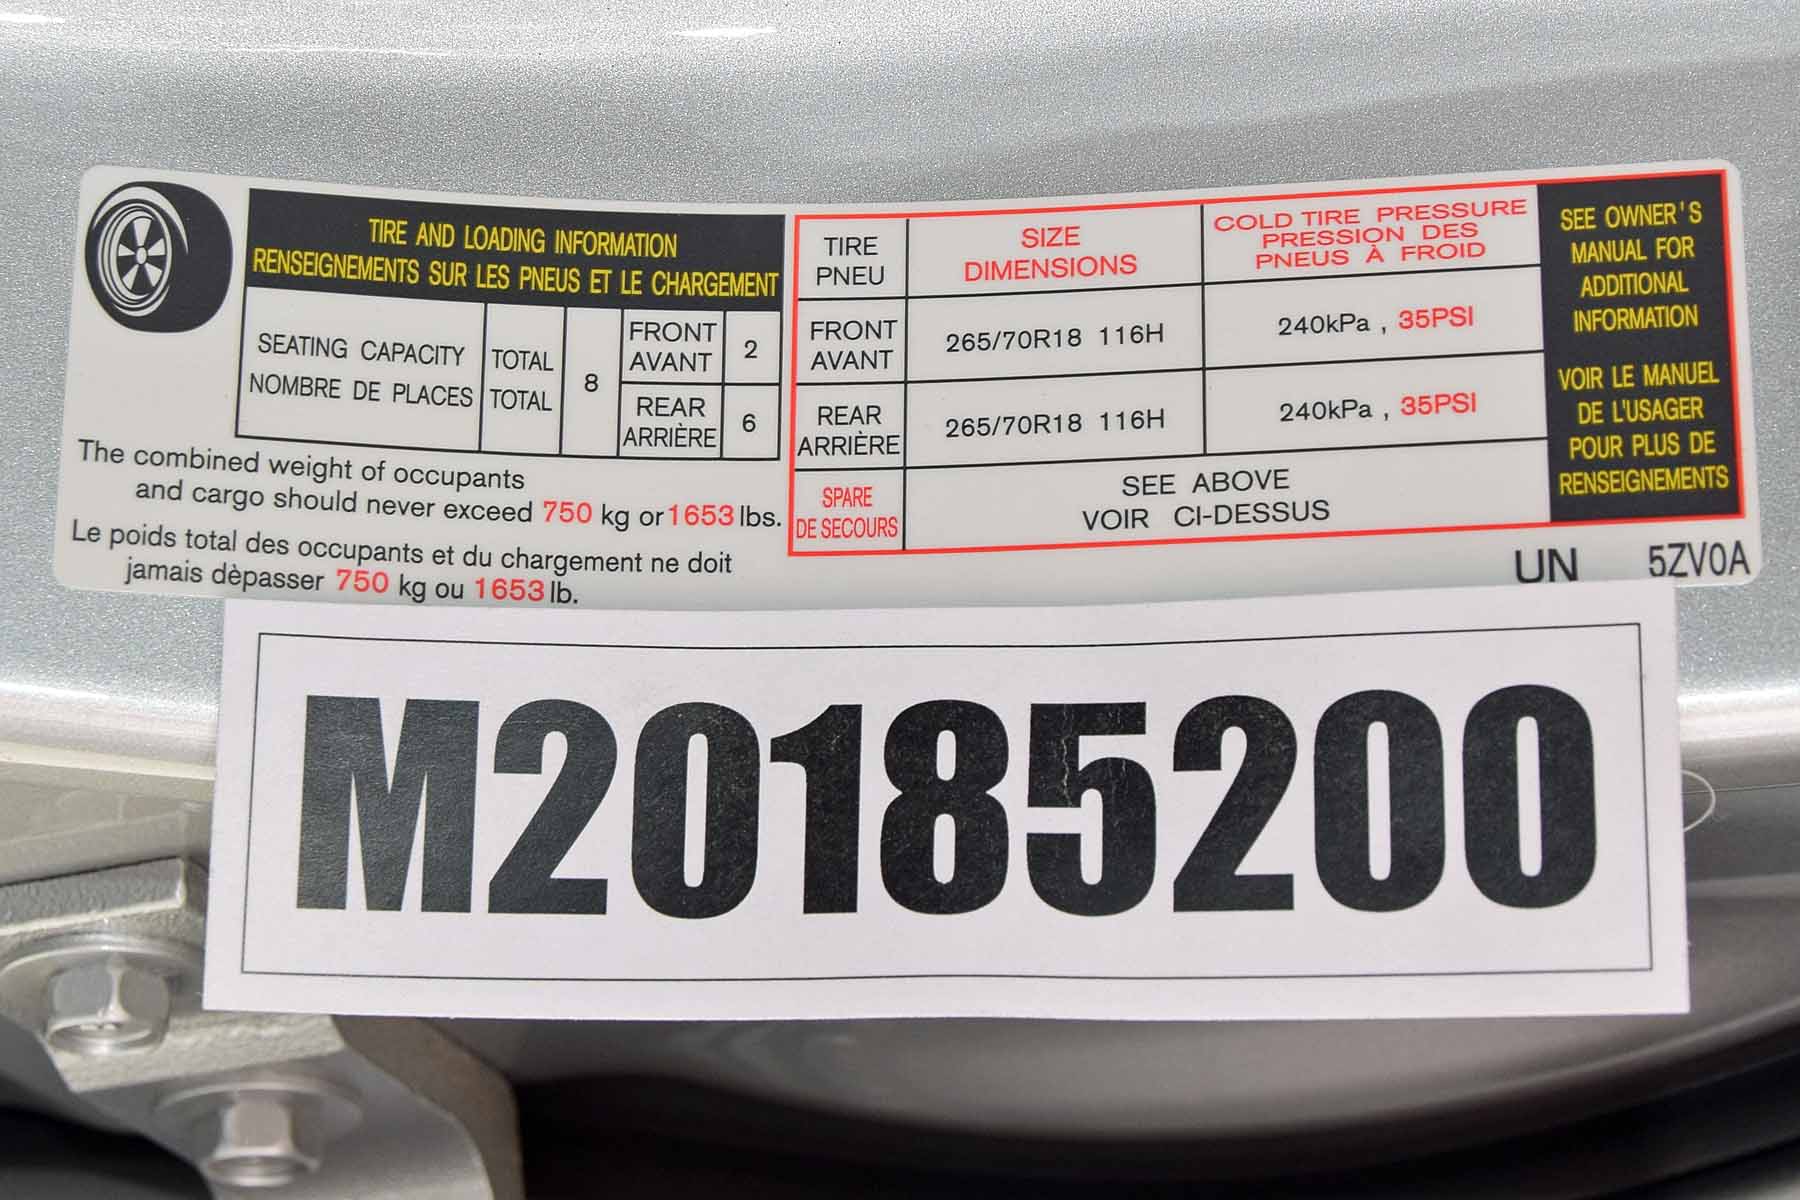 TIRE AND LOADING INFORMATION
RENSEIGNEMENTS SUR LES PNEUS ET LE CHARGEMENT
SEATING CAPACITY
NOMBRE DE PLACES
TOTAL
TOTAL
8
FRONT
AVANT
2
REAR
ARRIÈRE
6
The combined weight of occupants
and cargo should never exceed 750 kg or 1653 lbs.
Le poids total des occupants et du chargement ne doit
jamais dèpasser 750 kg ou 1653 lb.
TIRE
PNEU
SIZE
DIMENSIONS
COLD TIRE PRESSURE
PRESSION DES
PNEUS À FROID
FRONT
AVANT
265/70R18 116H
240kPa , 35PSI
REAR
ARRIÈRE
265/70R18 116H
240kPa , 35PSI
SPARE
DE SECOURS
SEE ABOVE
VOIR CI-DESSUS
SEE OWNER'S
MANUAL FOR
ADDITIONAL
INFORMATION
VOIR LE MANUEL
DE L'USAGER
POUR PLUS DE
RENSEIGNEMENTS
UN 5ZV0A
M20185200